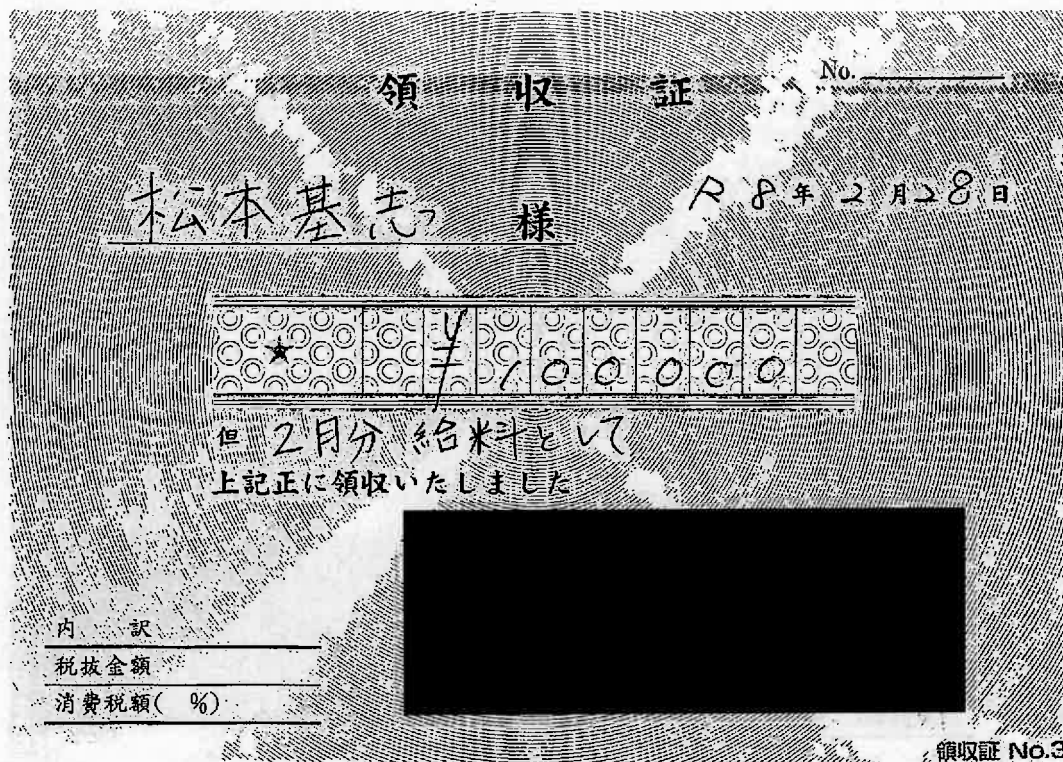 領収証
No.
松本基志 様
R 8年 2月28日
★ ¥100000
但 2月分 給料として
上記正に領収いたしました
内訳
税抜金額
消費税額( %)
領収証 No.3